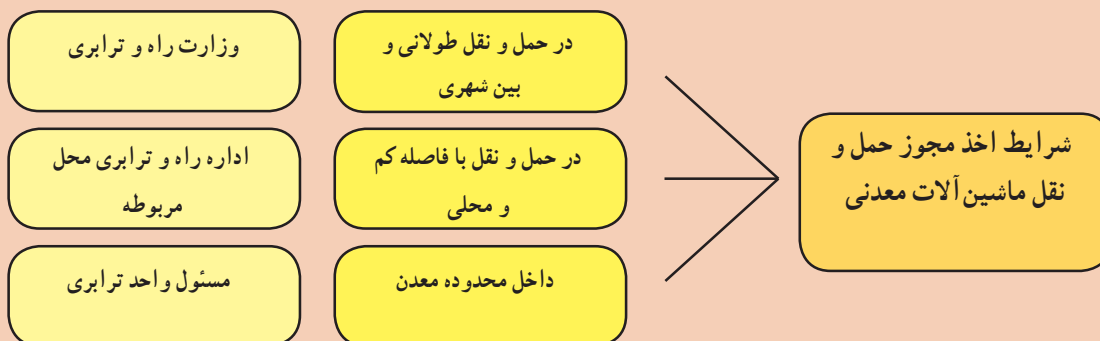 شرایط اخذ مجوز حمل و
نقل ماشین‌آلات معدنی
در حمل و نقل طولانی و
بین شهری
وزارت راه و ترابری
در حمل و نقل با فاصله کم
و محلی
اداره راه و ترابری محل
مربوطه
داخل محدوده معدن
مسئول واحد ترابری